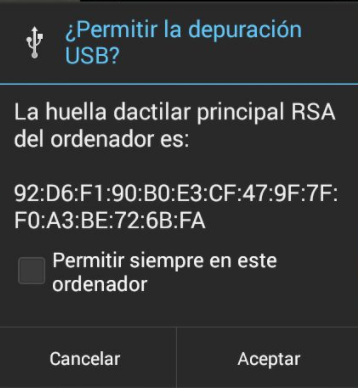 ¿Permitir la depuración
USB?
La huella dactilar principal RSA
del ordenador es:
92:D6:F1:90:B0:E3:CF:47:9F:7F:
F0:A3:BE:72:6B:FA
Permitir siempre en este
ordenador
Cancelar
Aceptar